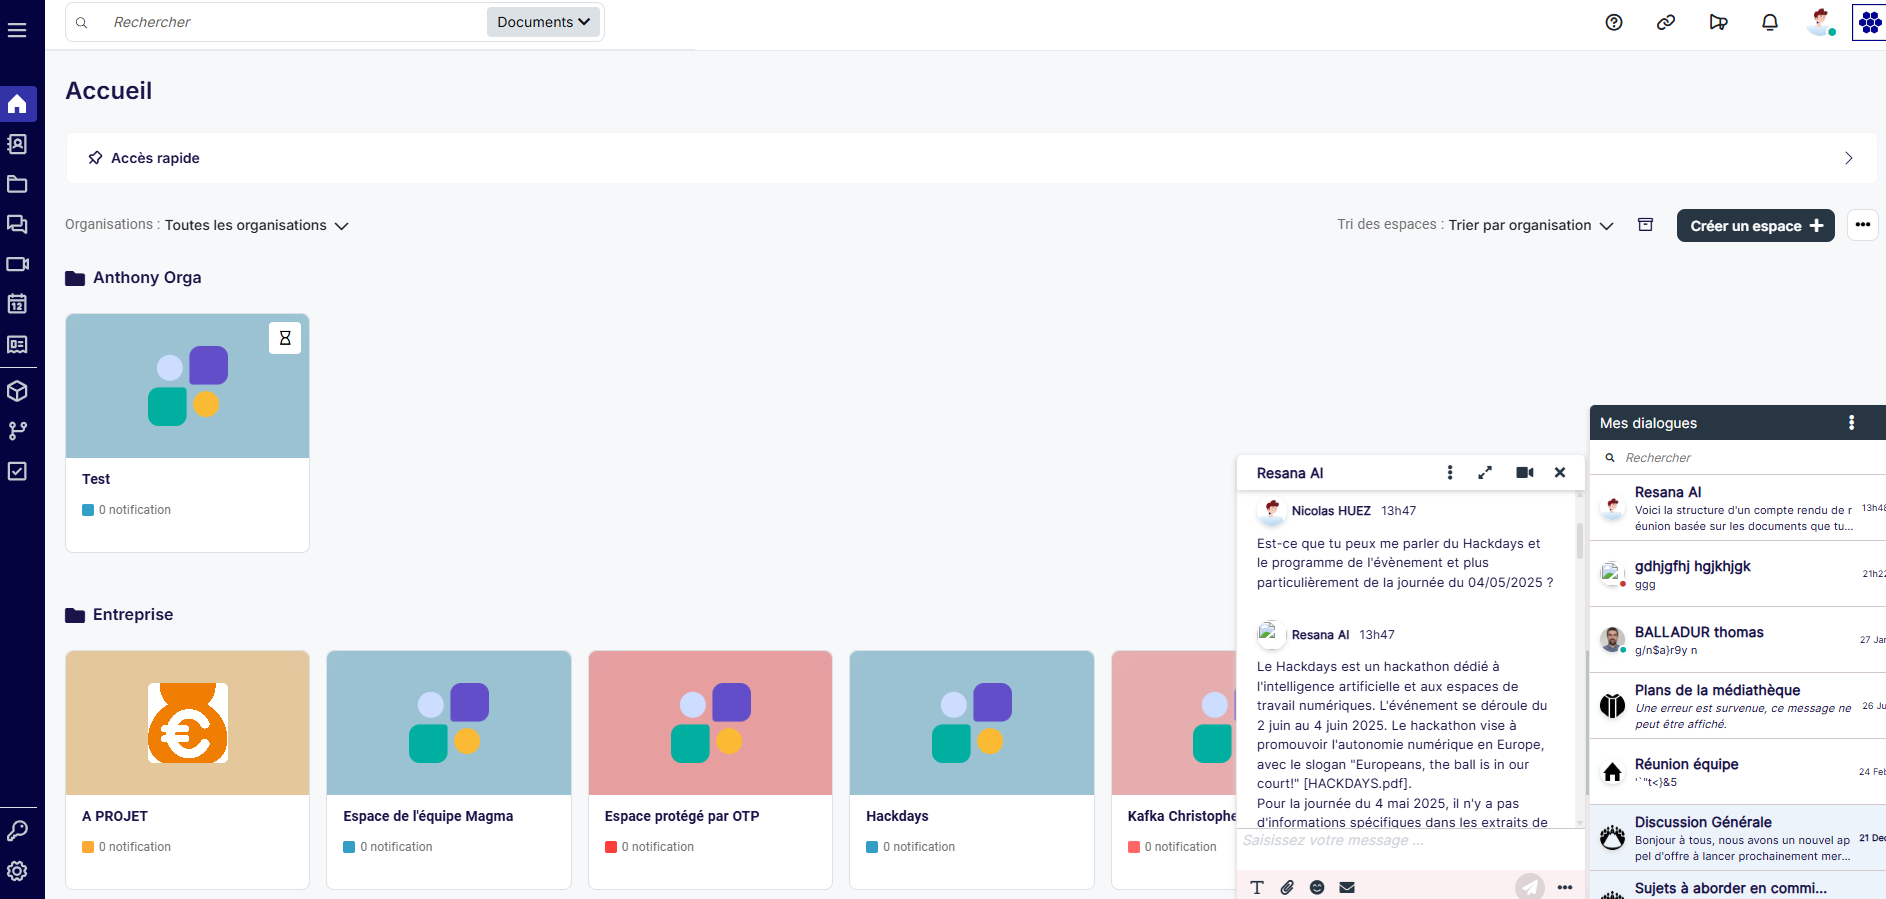 Rechercher
Documents
Accueil
Accès rapide
Organisations : Toutes les organisations
Tri des espaces : Trier par organisation
Créer un espace
Anthony Orga
Test
0 notification
Entreprise
A PROJET
0 notification
Espace de l'équipe Magma
0 notification
Espace protégé par OTP
0 notification
Hackdays
0 notification
Kafka Christophe
0 notification
Resana AI
Nicolas HUEZ 13h47
Est-ce que tu peux me parler du Hackdays et
le programme de l'évènement et plus
particulièrement de la journée du 04/05/2025 ?
Resana AI 13h47
Le Hackdays est un hackathon dédié à
l'intelligence artificielle et aux espaces de
travail numériques. L'événement se déroule du
2 juin au 4 juin 2025. Le hackathon vise à
promouvoir l'autonomie numérique en Europe,
avec le slogan "Europeans, the ball is in our
court!" [HACKDAYS.pdf].
Pour la journée du 4 mai 2025, il n'y a pas
d'informations spécifiques dans les extraits de
Saisissez votre message ...
Mes dialogues
Rechercher
Resana AI
Voici la structure d'un compte rendu de r
éunion basée sur les documents que tu...
13h48
gdhjgfhj hgjkhjgk
ggg
21h22
BALLADUR thomas
g/n$a}r9y n
27 Jan
Plans de la médiathèque
Une erreur est survenue, ce message ne
peut être affiché.
26 Ju
Réunion équipe
'`"t<}&5
24 Feb
Discussion Générale
Bonjour à tous, nous avons un nouvel ap
pel d'offre à lancer prochainement mer...
21 Dec
Sujets à aborder en commi...